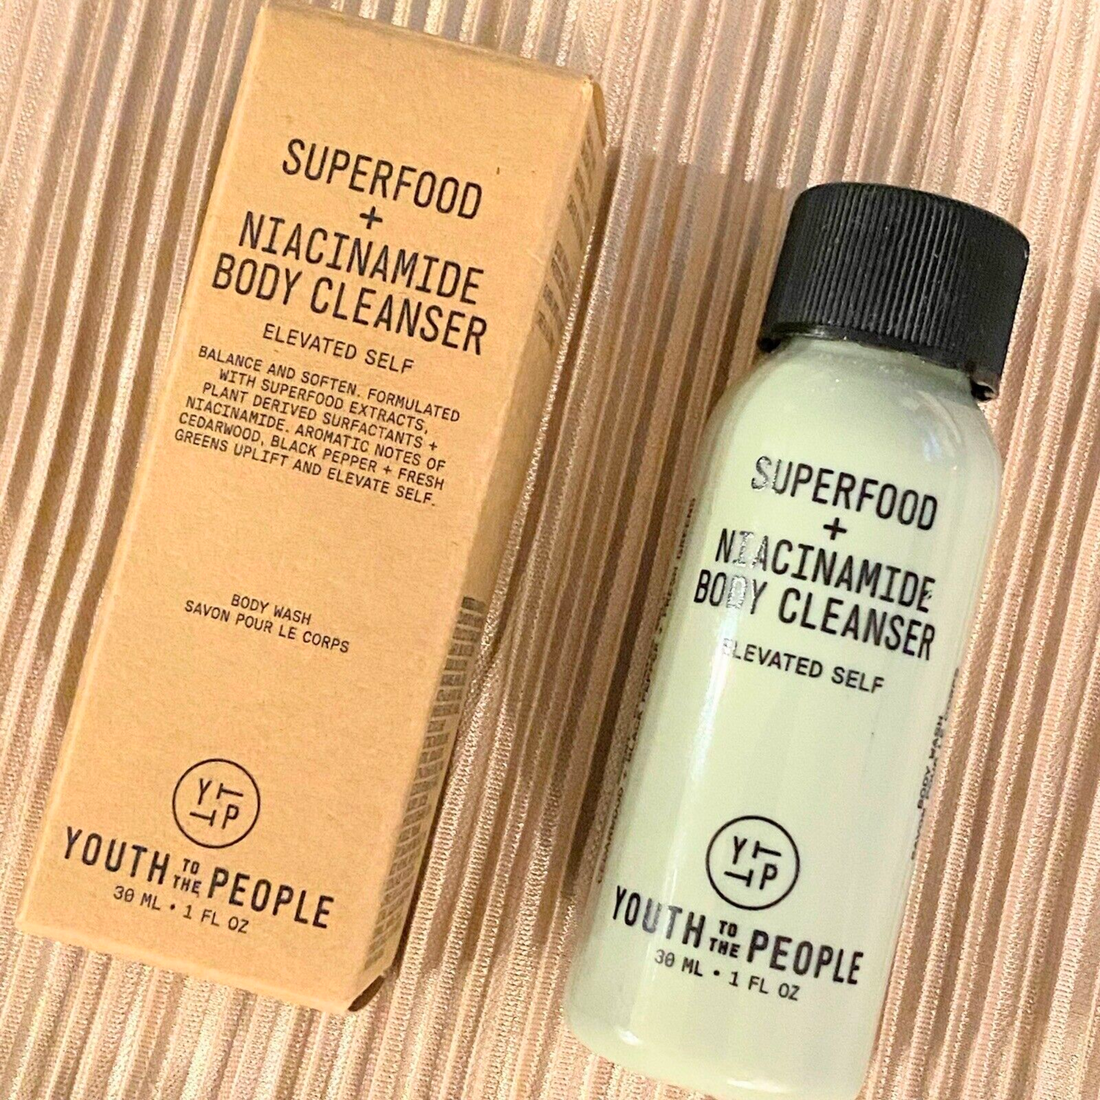 SUPERFOOD
+
NIACINAMIDE
BODY CLEANSER
ELEVATED SELF
BALANCE AND SOFTEN. FORMULATED
WITH SUPERFOOD EXTRACTS,
PLANT DERIVED SURFACTANTS +
NIACINAMIDE. AROMATIC NOTES OF
CEDARWOOD, BLACK PEPPER + FRESH
GREENS UPLIFT AND ELEVATE SELF.
BODY WASH
SAVON POUR LE CORPS
YTTP
YOUTH TO THE PEOPLE
30 ML • 1 FL OZ
SUPERFOOD
+
NIACINAMIDE
BODY CLEANSER
ELEVATED SELF
BODY WASH
YTTP
YOUTH TO THE PEOPLE
30 ML • 1 FL OZ